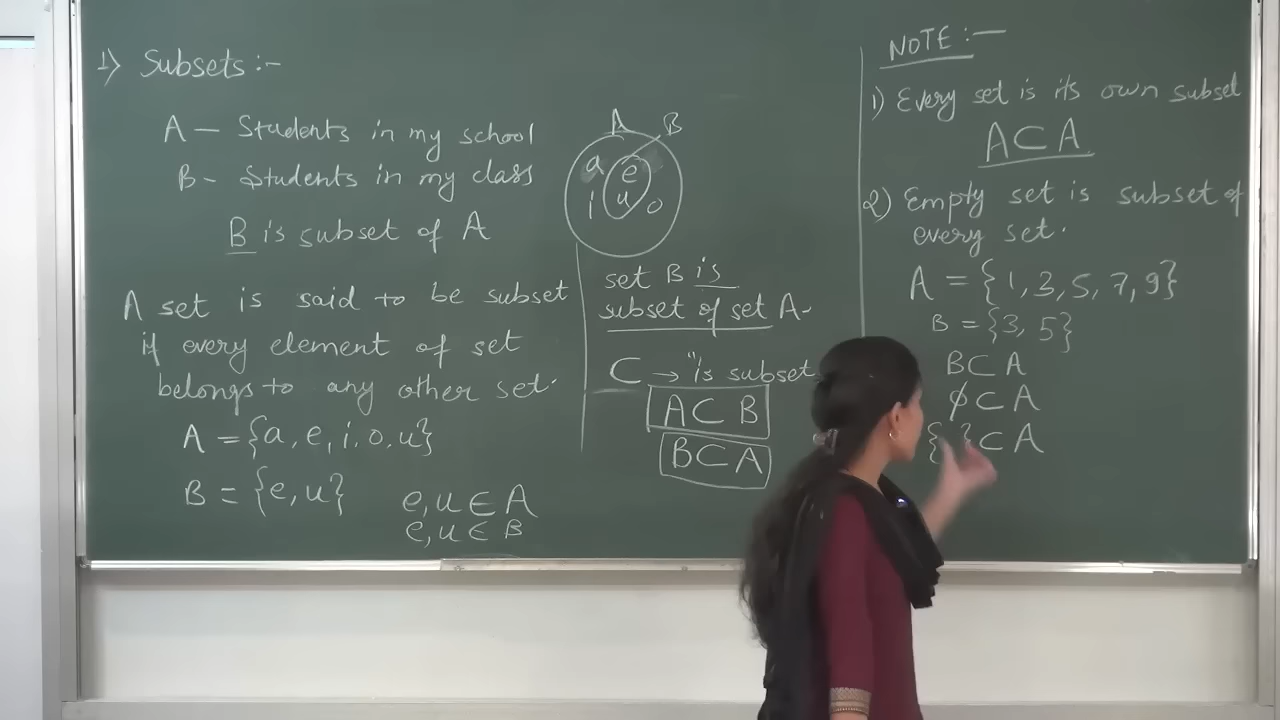 1) Subsets :-
A - Students in my school
B - Students in my class
B is subset of A
A set is said to be subset
if every element of set
belongs to any other set.
A = {a, e, i, o, u}
B = {e, u}
e, u ∈ A
e, u ∈ B
A B
a e
i u o
set B is
subset of set A.
⊂ → "is subset
A ⊂ B
B ⊂ A
NOTE :-
1) Every set is its own subset
A ⊂ A
2) Empty set is subset of
every set.
A = {1, 3, 5, 7, 9}
B = {3, 5}
B ⊂ A
ϕ ⊂ A
{ } ⊂ A